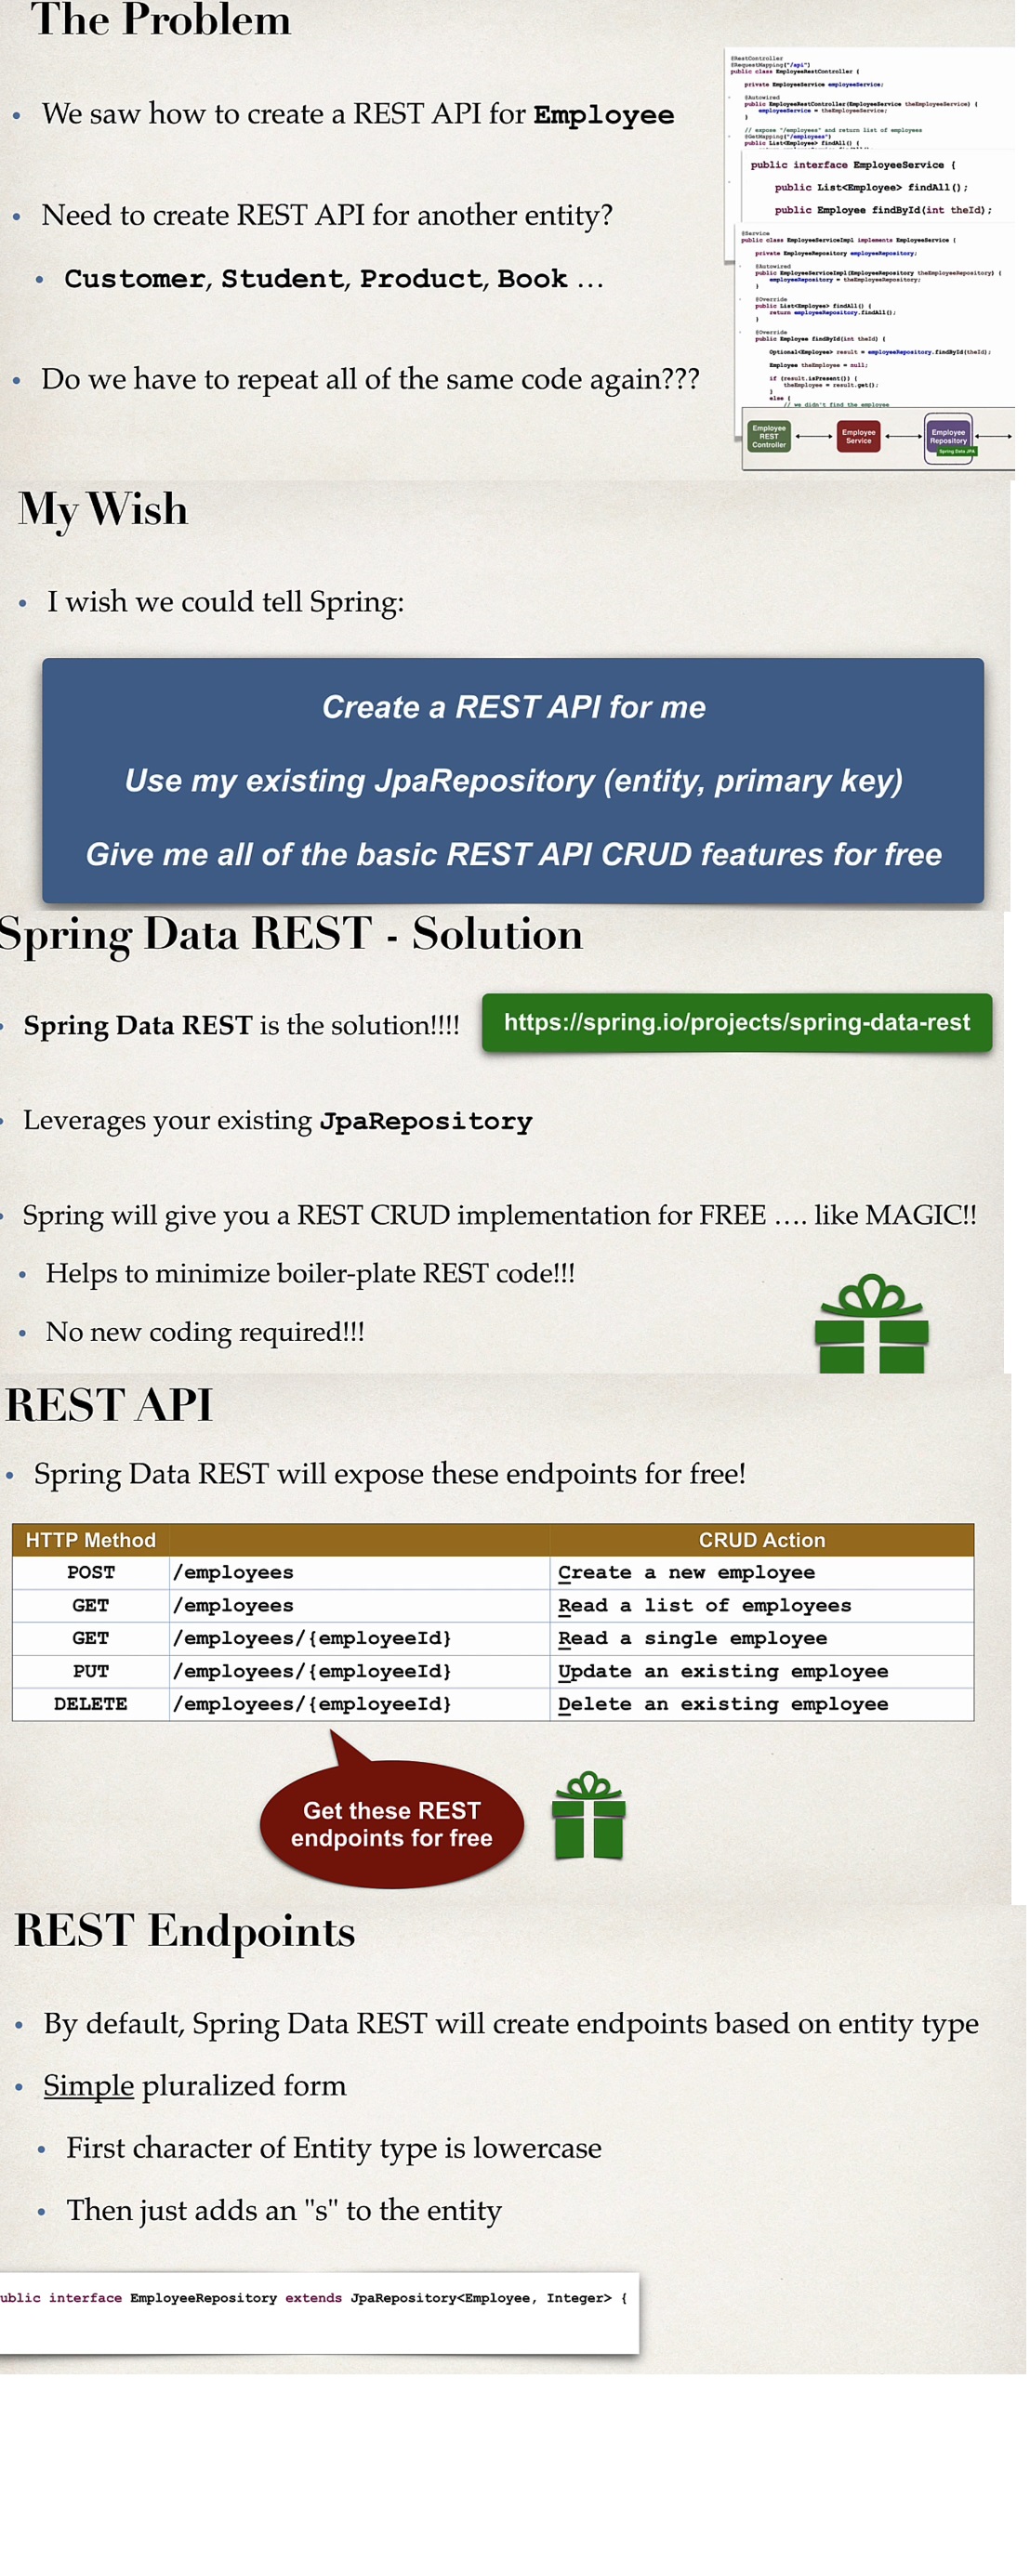 The Problem
• We saw how to create a REST API for Employee
• Need to create REST API for another entity?
• Customer, Student, Product, Book ...
• Do we have to repeat all of the same code again???
@RestController
@RequestMapping("/api")
public class EmployeeRestController {
private EmployeeService employeeService;
@Autowired
public EmployeeRestController(EmployeeService theEmployeeService) {
employeeService = theEmployeeService;
}
// expose "/employees" and return list of employees
@GetMapping("/employees")
public List<Employee> findAll() {
public interface EmployeeService {
public List<Employee> findAll();
public Employee findById(int theId);
@Service
public class EmployeeServiceImpl implements EmployeeService {
private EmployeeRepository employeeRepository;
@Autowired
public EmployeeServiceImpl(EmployeeRepository theEmployeeRepository) {
employeeRepository = theEmployeeRepository;
}
@Override
public List<Employee> findAll() {
return employeeRepository.findAll();
}
@Override
public Employee findById(int theId) {
Optional<Employee> result = employeeRepository.findById(theId);
Employee theEmployee = null;
if (result.isPresent()) {
theEmployee = result.get();
}
else {
// we didn't find the employee
Employee
REST
Controller
Employee
Service
Employee
Repository
Spring Data JPA
My Wish
• I wish we could tell Spring:
Create a REST API for me
Use my existing JpaRepository (entity, primary key)
Give me all of the basic REST API CRUD features for free
Spring Data REST - Solution
• Spring Data REST is the solution!!!!
https://spring.io/projects/spring-data-rest
• Leverages your existing JpaRepository
• Spring will give you a REST CRUD implementation for FREE .... like MAGIC!!
• Helps to minimize boiler-plate REST code!!!
• No new coding required!!!
REST API
• Spring Data REST will expose these endpoints for free!
HTTP Method CRUD Action
POST /employees Create a new employee
GET /employees Read a list of employees
GET /employees/{employeeId} Read a single employee
PUT /employees/{employeeId} Update an existing employee
DELETE /employees/{employeeId} Delete an existing employee
Get these REST
endpoints for free
REST Endpoints
• By default, Spring Data REST will create endpoints based on entity type
• Simple pluralized form
• First character of Entity type is lowercase
• Then just adds an "s" to the entity
ublic interface EmployeeRepository extends JpaRepository<Employee, Integer> {